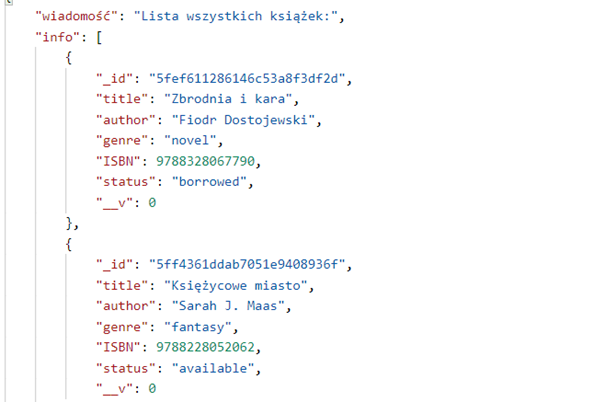 "wiadomość": "Lista wszystkich książek:",
"info": [
{
"_id": "5fef611286146c53a8f3df2d",
"title": "Zbrodnia i kara",
"author": "Fiodr Dostojewski",
"genre": "novel",
"ISBN": 9788328067790,
"status": "borrowed",
"__v": 0
},
{
"_id": "5ff4361ddab7051e9408936f",
"title": "Księżycowe miasto",
"author": "Sarah J. Maas",
"genre": "fantasy",
"ISBN": 9788228052062,
"status": "available",
"__v": 0